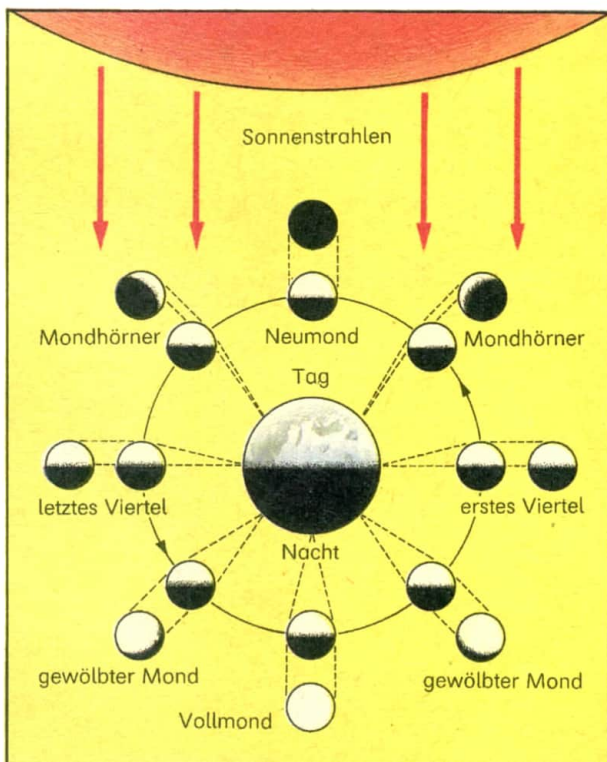 Sonnenstrahlen
Mondhörner
Neumond
Mondhörner
Tag
letztes Viertel
erstes Viertel
Nacht
gewölbter Mond
gewölbter Mond
Vollmond